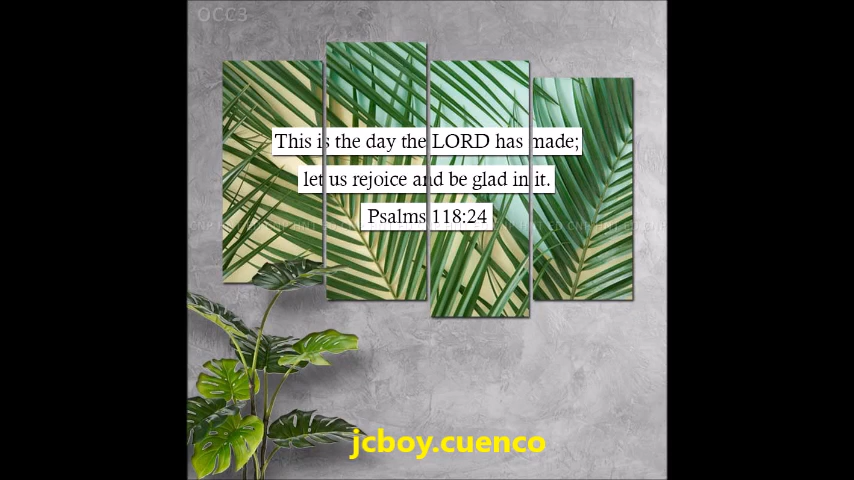 OCC3
This is the day the LORD has made;
let us rejoice and be glad in it.
Psalms 118:24
jcboy.cuenco